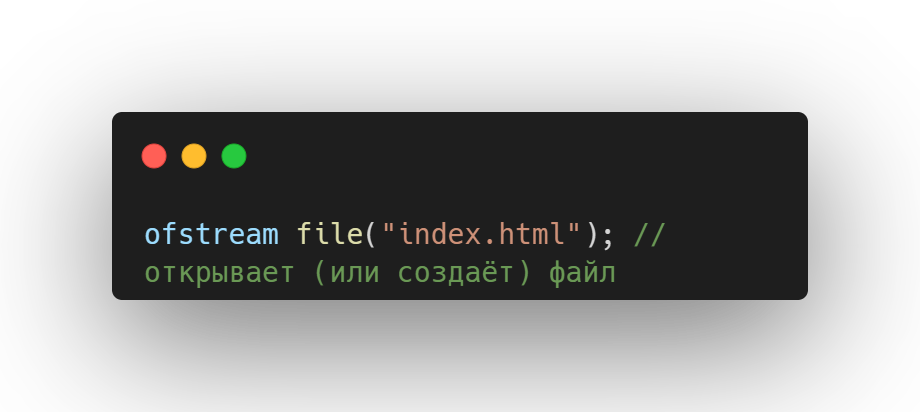 ofstream file("index.html"); //
открывает (или создаёт) файл